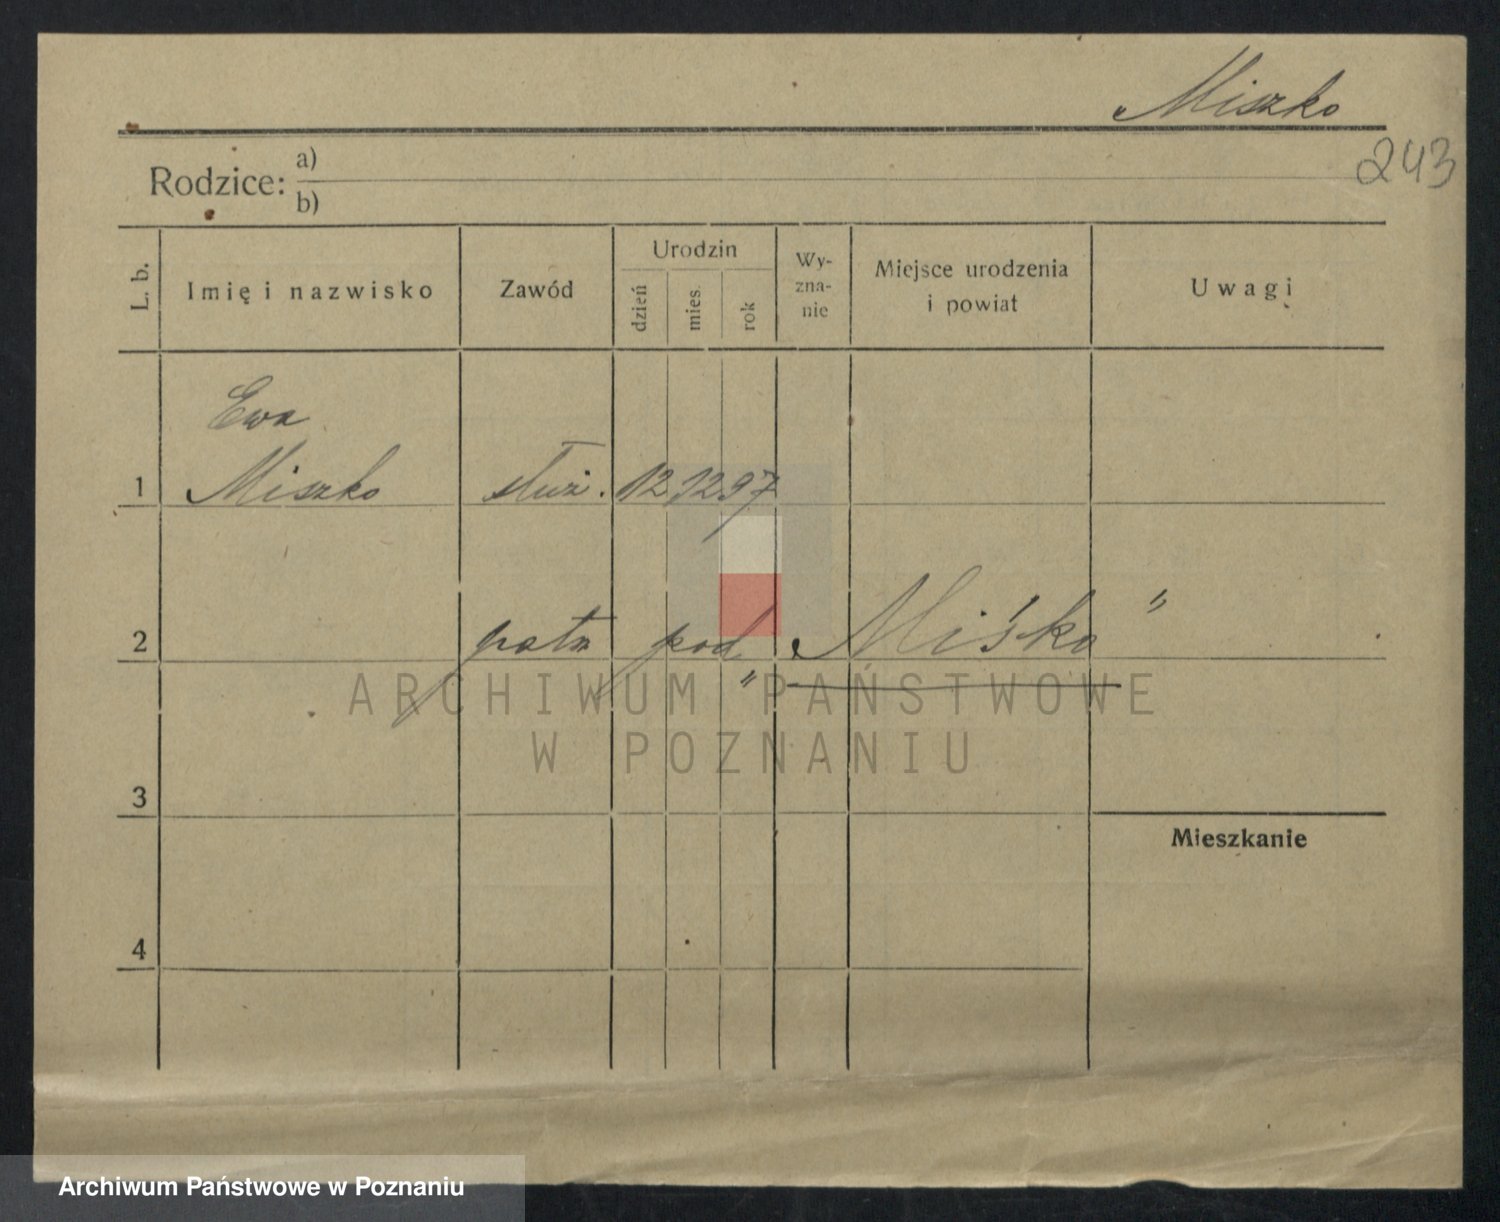 Miszko
243
Rodzice: a)
b)
L. b.
Imię i nazwisko
Zawód
Urodzin
dzień
mies.
rok
Wy-
zna-
nie
Miejsce urodzenia
i powiat
Uwagi
Ewa
1 Miszko służ. 12 12 97
2 patrz pod „Miśko”
ARCHIWUM PAŃSTWOWE
W POZNANIU
3
Mieszkanie
4
Archiwum Państwowe w Poznaniu